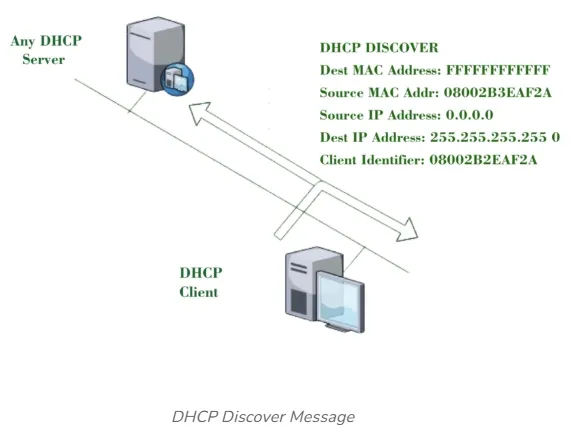 Any DHCP
Server
DHCP DISCOVER
Dest MAC Address: FFFFFFFFFFFF
Source MAC Addr: 08002B3EAF2A
Source IP Address: 0.0.0.0
Dest IP Address: 255.255.255.255 0
Client Identifier: 08002B2EAF2A
DHCP
Client
DHCP Discover Message